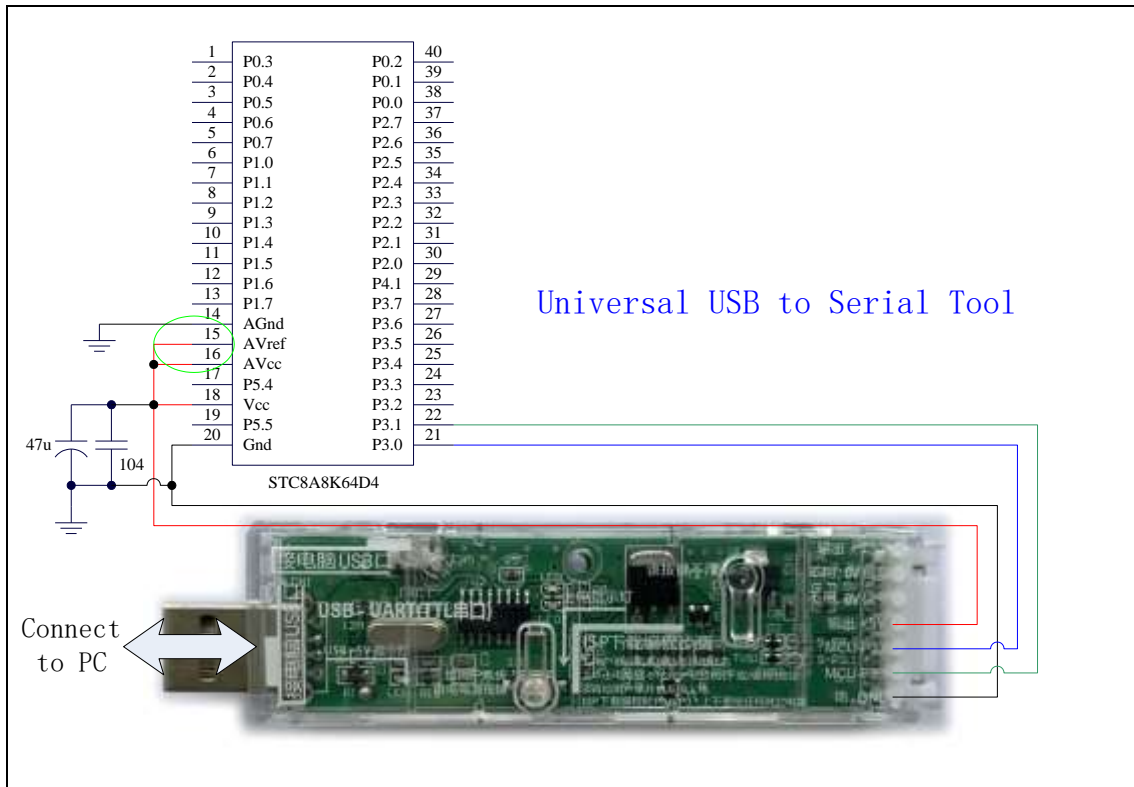 1 P0.3 P0.2 40
2 P0.4 P0.1 39
3 P0.5 P0.0 38
4 P0.6 P2.7 37
5 P0.7 P2.6 36
6 P1.0 P2.5 35
7 P1.1 P2.4 34
8 P1.2 P2.3 33
9 P1.3 P2.2 32
10 P1.4 P2.1 31
11 P1.5 P2.0 30
12 P1.6 P4.1 29
13 P1.7 P3.7 28
14 AGnd P3.6 27
15 AVref P3.5 26
16 AVcc P3.4 25
17 P5.4 P3.3 24
18 Vcc P3.2 23
19 P5.5 P3.1 22
20 Gnd P3.0 21
Universal USB to Serial Tool
47u
104
STC8A8K64D4
接电脑USB口
USB-UART(TTL串口)
Connect
to PC